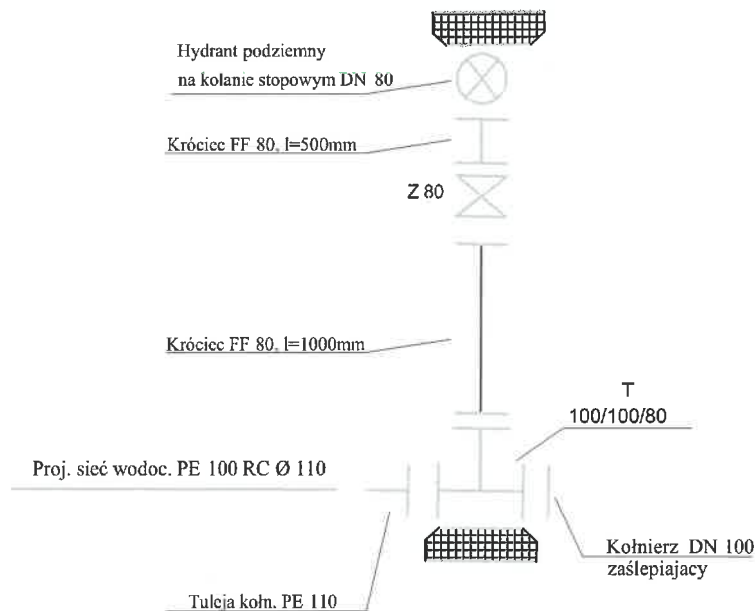 Hydrant podziemny
na kolanie stopowym DN 80
Króciec FF 80, l=500mm
Z 80
Króciec FF 80, l=1000mm
T
100/100/80
Proj. sieć wodoc. PE 100 RC Ø 110
Kołnierz DN 100
zaślepiajacy
Tuleja kołn. PE 110